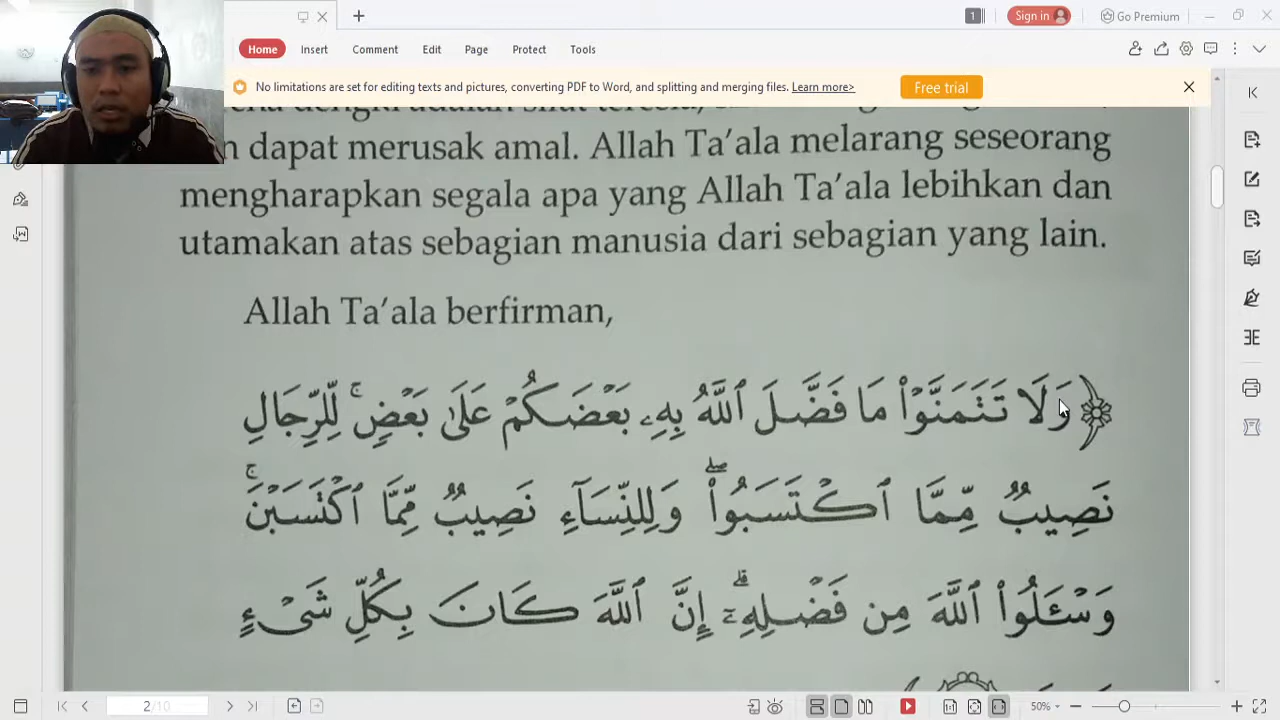 1
Sign in
Go Premium
Home Insert Comment Edit Page Protect Tools
No limitations are set for editing texts and pictures, converting PDF to Word, and splitting and merging files. Learn more>
Free trial
dapat merusak amal. Allah Ta'ala melarang seseorang
mengharapkan segala apa yang Allah Ta'ala lebihkan dan
utamakan atas sebagian manusia dari sebagian yang lain.
Allah Ta'ala berfirman,
﴿وَلَا تَتَمَنَّوۡاْ مَا فَضَّلَ ٱللَّهُ بِهِۦ بَعۡضَكُمۡ عَلَىٰ بَعۡضٖۚ لِّلرِّجَالِ
نَصِيبٞ مِّمَّا ٱكۡتَسَبُواْۖ وَلِلنِّسَآءِ نَصِيبٞ مِّمَّا ٱكۡتَسَبۡنَۚ
وَسۡـَٔلُواْ ٱللَّهَ مِن فَضۡلِهِۦٓۗ إِنَّ ٱللَّهَ كَانَ بِكُلِّ شَيۡءٍ
2/10
50%